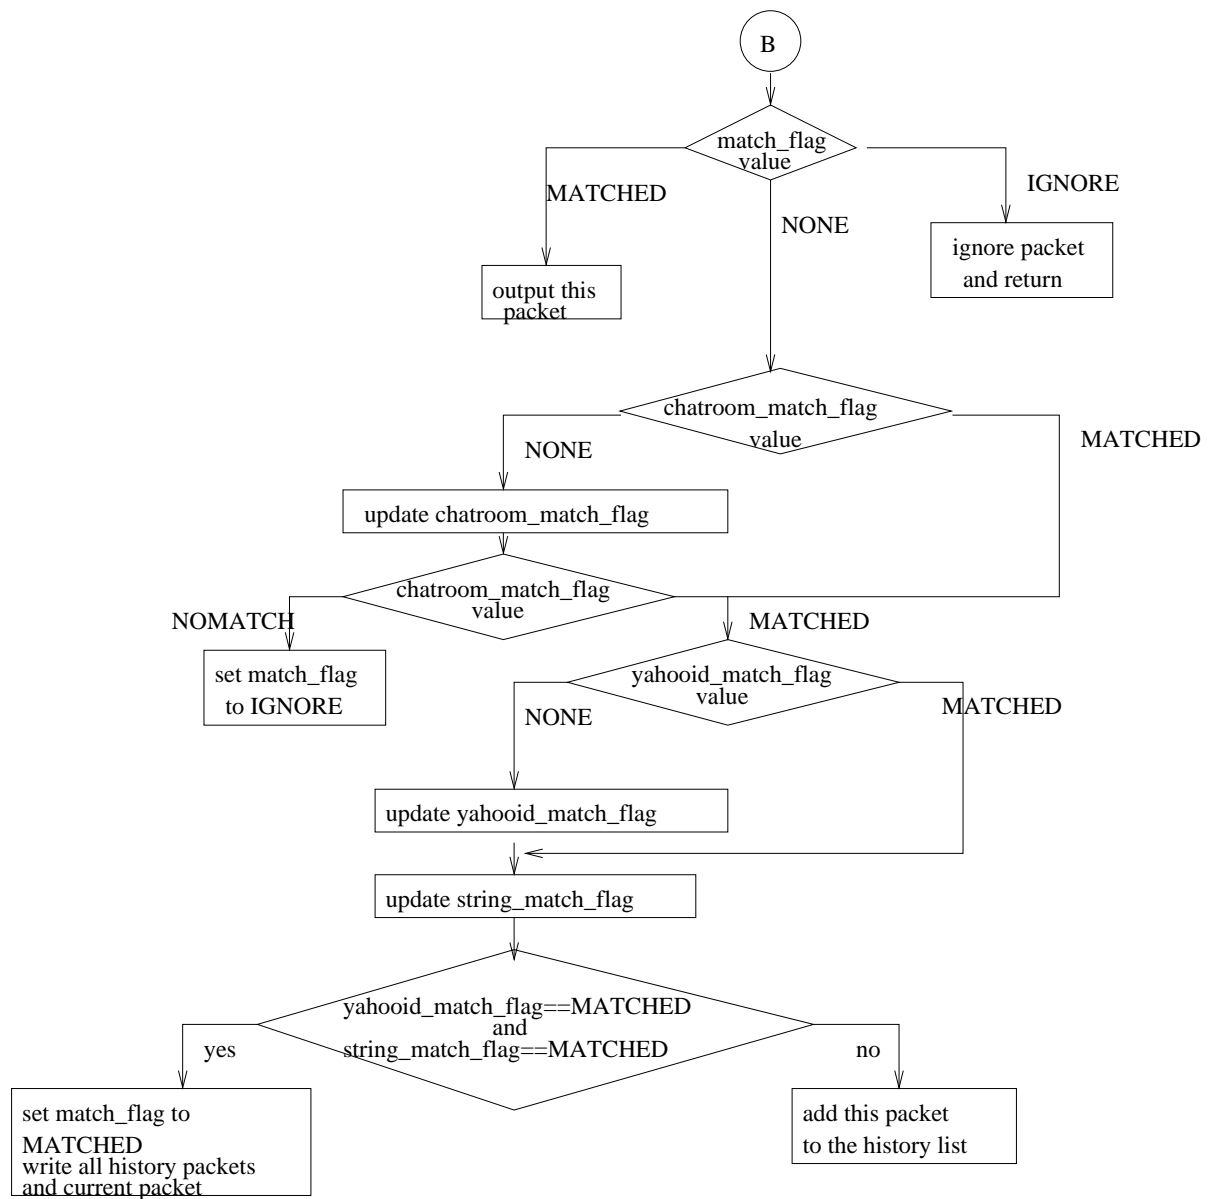 B
match_flag
value
MATCHED
IGNORE
NONE
ignore packet
and return
output this
packet
chatroom_match_flag
value
MATCHED
NONE
update chatroom_match_flag
chatroom_match_flag
value
NOMATCH
MATCHED
set match_flag
to IGNORE
yahooid_match_flag
value
NONE
MATCHED
update yahooid_match_flag
update string_match_flag
yahooid_match_flag==MATCHED
and
string_match_flag==MATCHED
yes
no
set match_flag to
MATCHED
write all history packets
and current packet
add this packet
to the history list